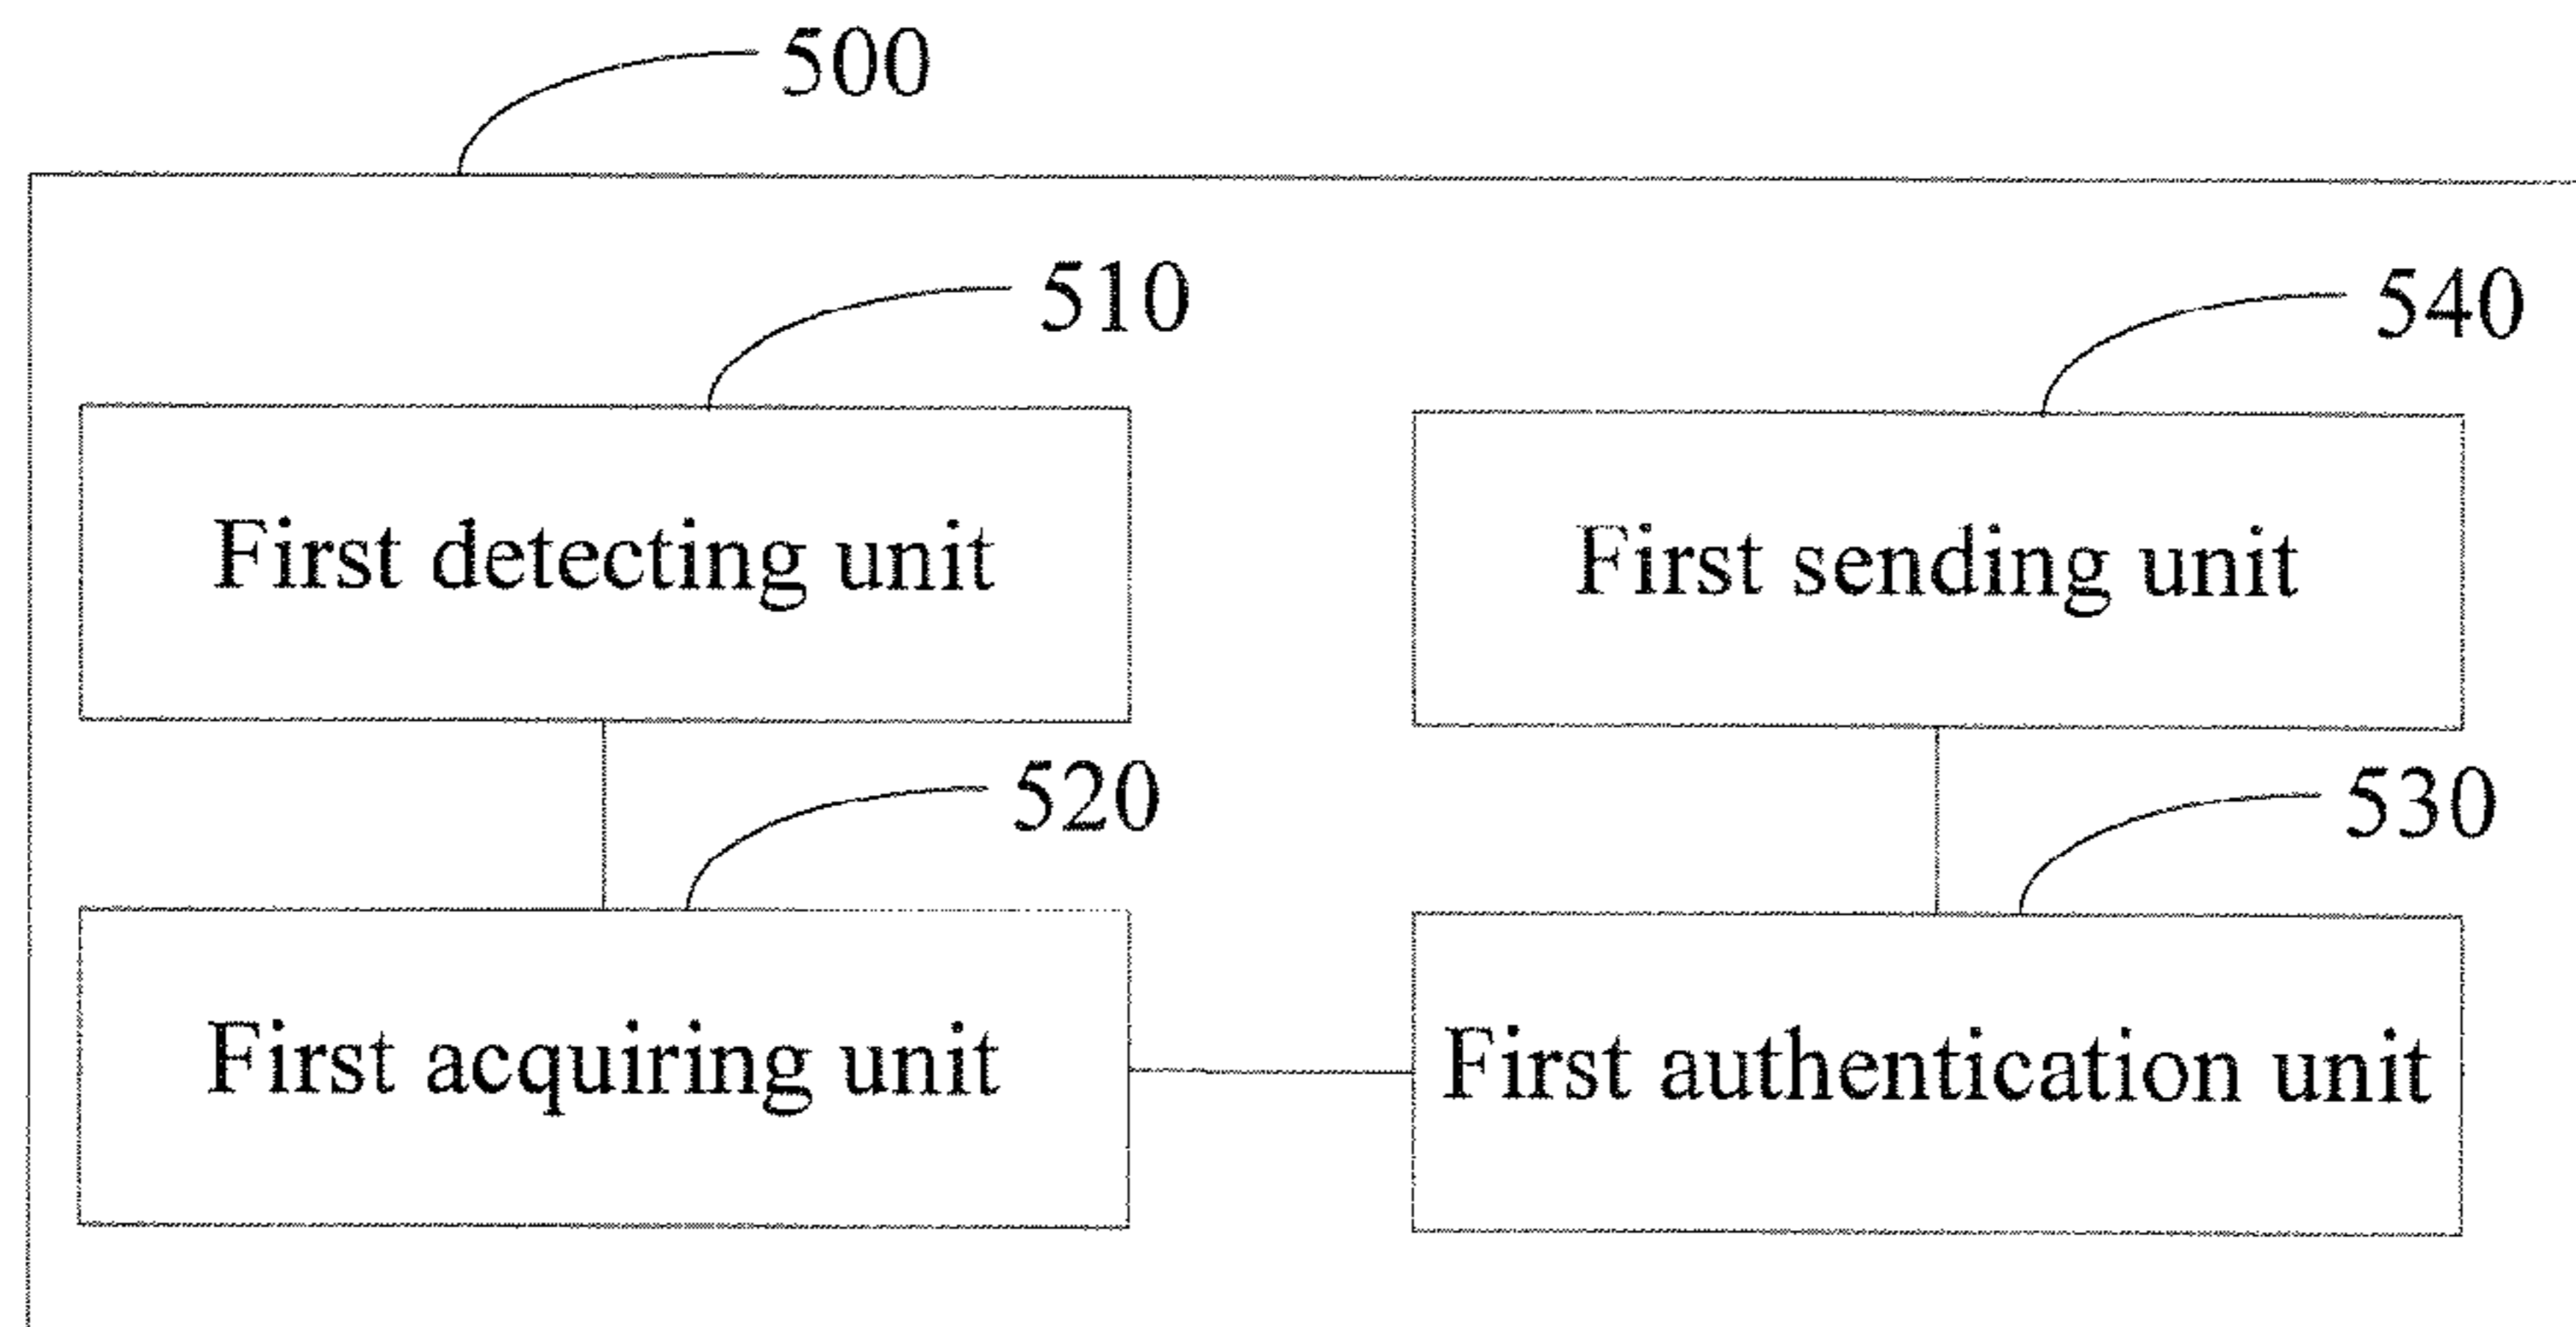 500
510
540
First detecting unit
First sending unit
520
530
First acquiring unit
First authentication unit